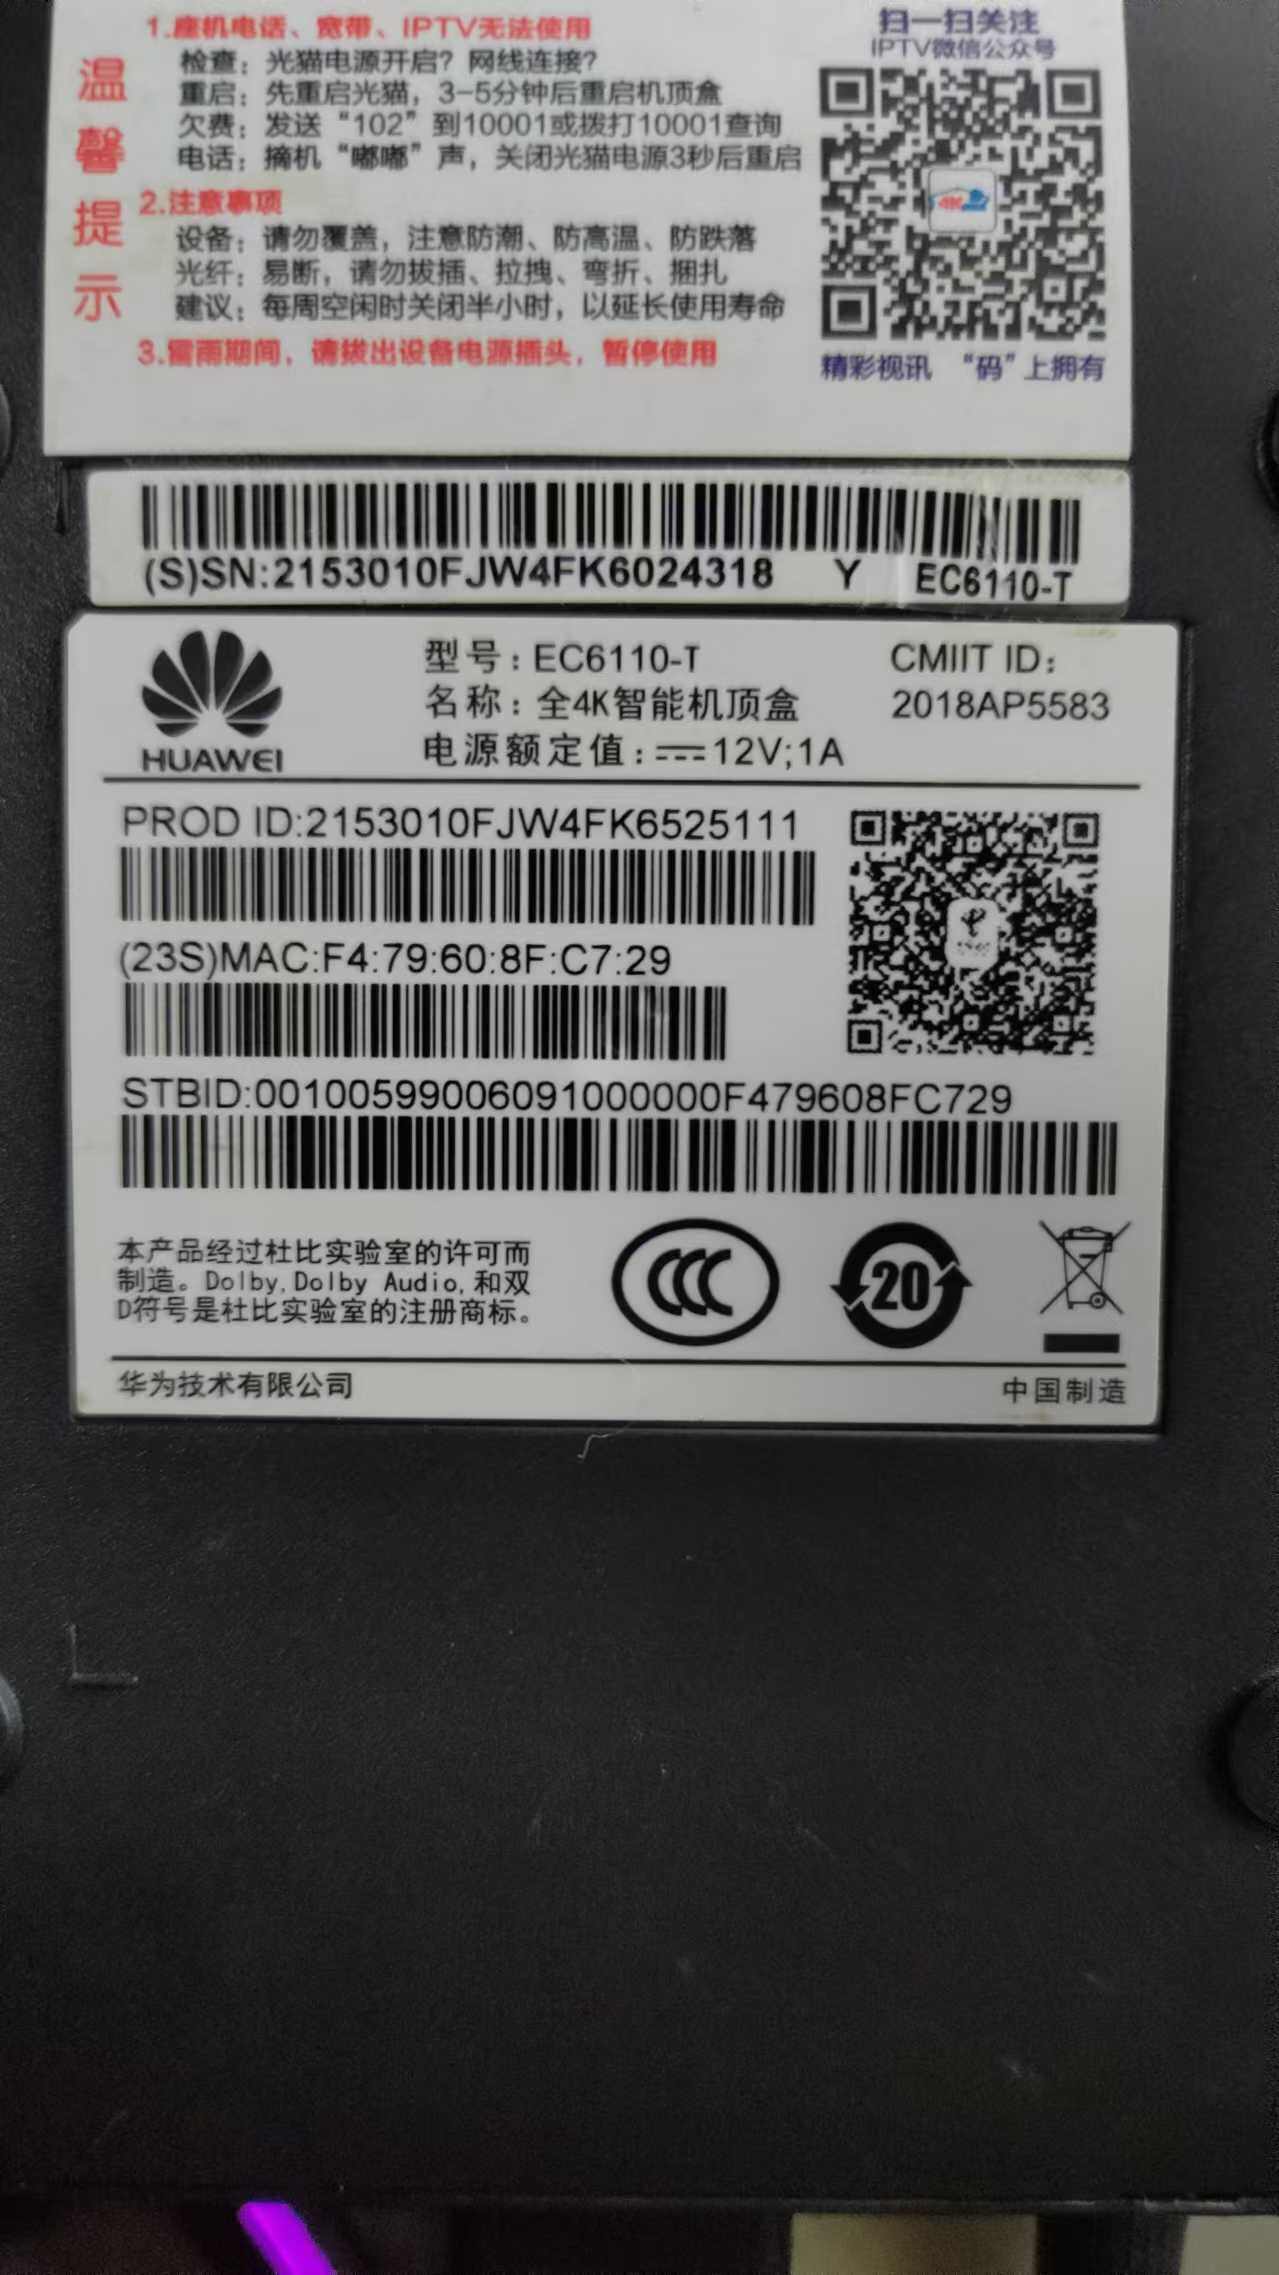 温馨提示
1.座机电话、宽带、IPTV无法使用
检查：光猫电源开启？网线连接？
重启：先重启光猫，3-5分钟后重启机顶盒
欠费：发送“102”到10001或拨打10001查询
电话：摘机“嘟嘟”声，关闭光猫电源3秒后重启
2.注意事项
设备：请勿覆盖，注意防潮、防高温、防跌落
光纤：易断，请勿拔插、拉拽、弯折、捆扎
建议：每周空闲时关闭半小时，以延长使用寿命
3.雷雨期间，请拔出设备电源插头，暂停使用
扫一扫关注
IPTV微信公众号
4K
精彩视讯 “码”上拥有
(S)SN:2153010FJW4FK6024318 Y EC6110-T
HUAWEI
型号：EC6110-T
名称：全4K智能机顶盒
电源额定值：12V;1A
CMIIT ID：
2018AP5583
PROD ID:2153010FJW4FK6525111
(23S)MAC:F4:79:60:8F:C7:29
STBID:00100599006091000000F479608FC729
本产品经过杜比实验室的许可而
制造。Dolby,Dolby Audio,和双
D符号是杜比实验室的注册商标。
CCC
20
华为技术有限公司
中国制造